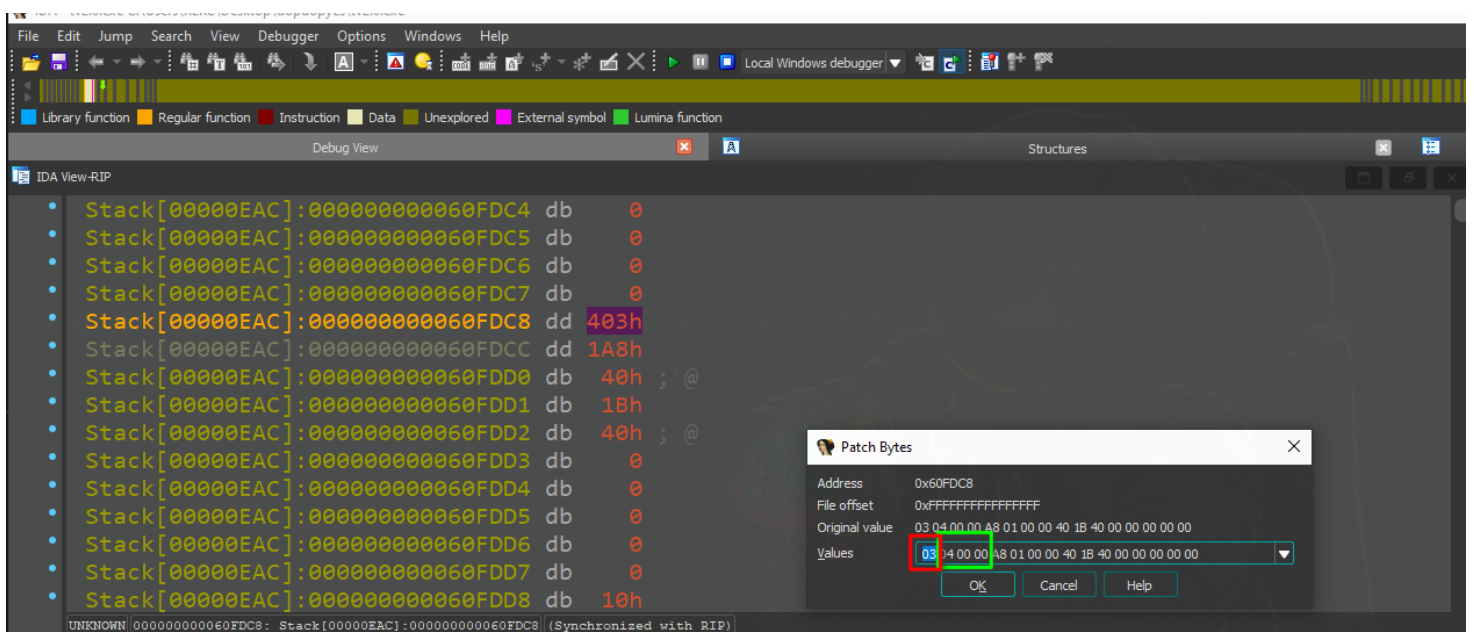 File Edit Jump Search View Debugger Options Windows Help
Local Windows debugger
Library function Regular function Instruction Data Unexplored External symbol Lumina function
Debug View Structures
IDA View-RIP
Stack[00000EAC]:000000000060FDC4 db 0
Stack[00000EAC]:000000000060FDC5 db 0
Stack[00000EAC]:000000000060FDC6 db 0
Stack[00000EAC]:000000000060FDC7 db 0
Stack[00000EAC]:000000000060FDC8 dd 403h
Stack[00000EAC]:000000000060FDCC dd 1A8h
Stack[00000EAC]:000000000060FDD0 db 40h ; @
Stack[00000EAC]:000000000060FDD1 db 1Bh
Stack[00000EAC]:000000000060FDD2 db 40h ; @
Stack[00000EAC]:000000000060FDD3 db 0
Stack[00000EAC]:000000000060FDD4 db 0
Stack[00000EAC]:000000000060FDD5 db 0
Stack[00000EAC]:000000000060FDD6 db 0
Stack[00000EAC]:000000000060FDD7 db 0
Stack[00000EAC]:000000000060FDD8 db 10h
UNKNOWN 000000000060FDC8: Stack[00000EAC]:000000000060FDC8 (Synchronized with RIP)
Patch Bytes
Address 0x60FDC8
File offset 0xFFFFFFFFFFFFFFFF
Original value 03 04 00 00 A8 01 00 00 40 1B 40 00 00 00 00 00
Values 03 04 00 00 A8 01 00 00 40 1B 40 00 00 00 00 00
OK Cancel Help